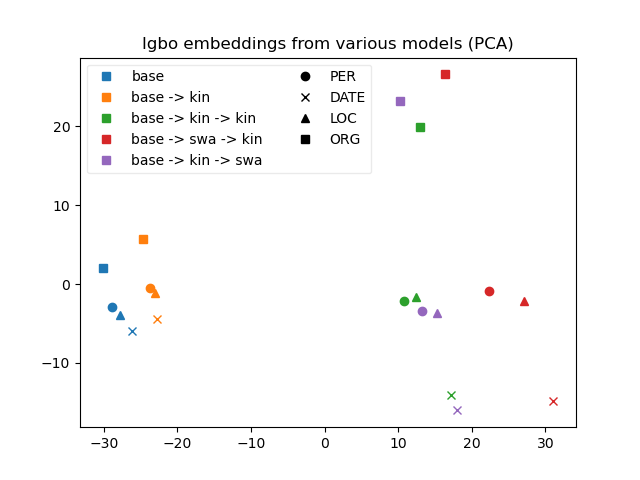 Igbo embeddings from various models (PCA)
base
base -> kin
base -> kin -> kin
base -> swa -> kin
base -> kin -> swa
PER
DATE
LOC
ORG
20
10
0
−10
−30
−20
−10
0
10
20
30